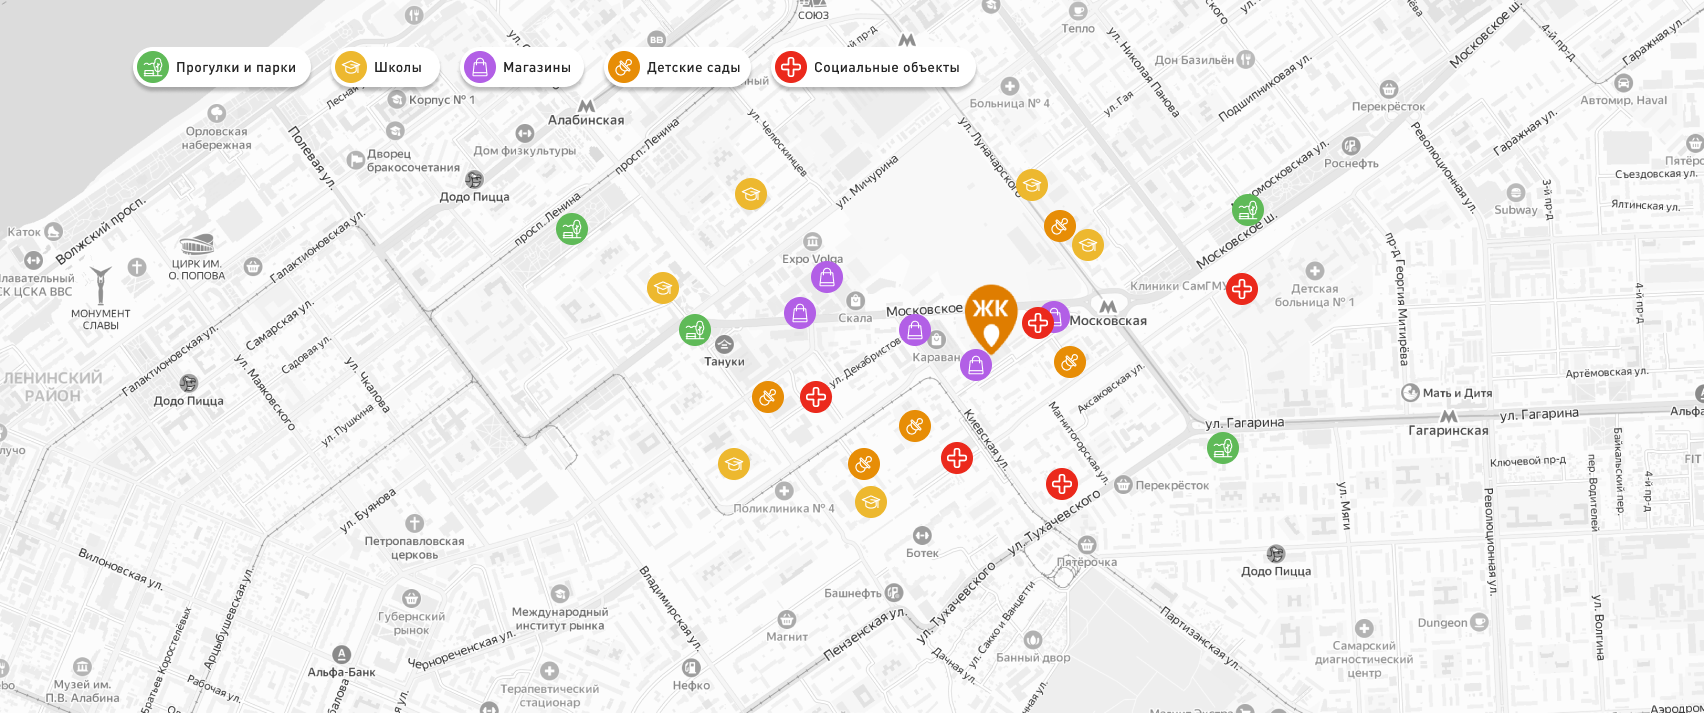 СОЮЗ
Тепло
ВВ
Прогулки и парки
Школы
Магазины
Детские сады
Социальные объекты
Московское ш.
4-й пр-д
Гаражная ул.
ул. Николая Панова
Дон Базильён
Подшипниковая ул.
ул. Гая
Больница № 4
Перекрёсток
Автомир, Haval
Лесная
Корпус № 1
Алабинская
Орловская
набережная
Полевая ул.
Дворец
бракосочетания
Дом физкультуры
просп. Ленина
ул. Челюскинцев
ул. Мичурина
ул. Луначарского
Роснефть
Революционная ул.
Гаражная ул.
Съездовская ул.
Ялтинская ул.
3-й пр-д
Subway
Додо Пицца
просп. Ленина
Волжский просп.
Каток
ЦИРК ИМ.
О. ПОПОВА
Галактионовская ул.
СК ЦСКА ВВС
МОНУМЕНТ
СЛАВЫ
Expo Volga
Московское ш.
Клиники СамГМУ
Детская
больница № 1
пр-д Георгия Митирёва
4-й пр-д
Скала
Московское
ЖК
Московская
Самарская ул.
Садовая ул.
ул. Чкалова
ул. Маяковского
ул. Пушкина
Галактионовская ул.
ЛЕНИНСКИЙ
РАЙОН
Додо Пицца
Тануки
ул. Декабристов
Караван
Аксаковская ул.
Магнитогорская ул.
Киевская ул.
Артёмовская ул.
Мать и Дитя
ул. Гагарина
Гагаринская
ул. Гагарина
Ключевой пр-д
Байкальский пер.
пер. Водителей
4-й пр-д
FIT
Перекрёсток
ул. Тухачевского
Поликлиника № 4
ул. Буянова
Петропавловская
церковь
Вилоновская ул.
Ботек
Пятёрочка
ул. Мяги
Революционная ул.
Додо Пицца
Арцыбушевская ул.
Губернский
рынок
Международный
институт рынка
Владимирская ул.
Башнефть
Магнит
Пензенская ул.
ул. Тухачевского
ул. Сакко и Ванцетти
Дачная ул.
Банный двор
Партизанская ул.
Dungeon
Самарский
диагностический
центр
ул. Волгина
Альфа-Банк
Чернореченская ул.
Музей им.
П.В. Алабина
Рабочая ул.
Братьев Коростелёвых
Терапевтический
стационар
Нефко